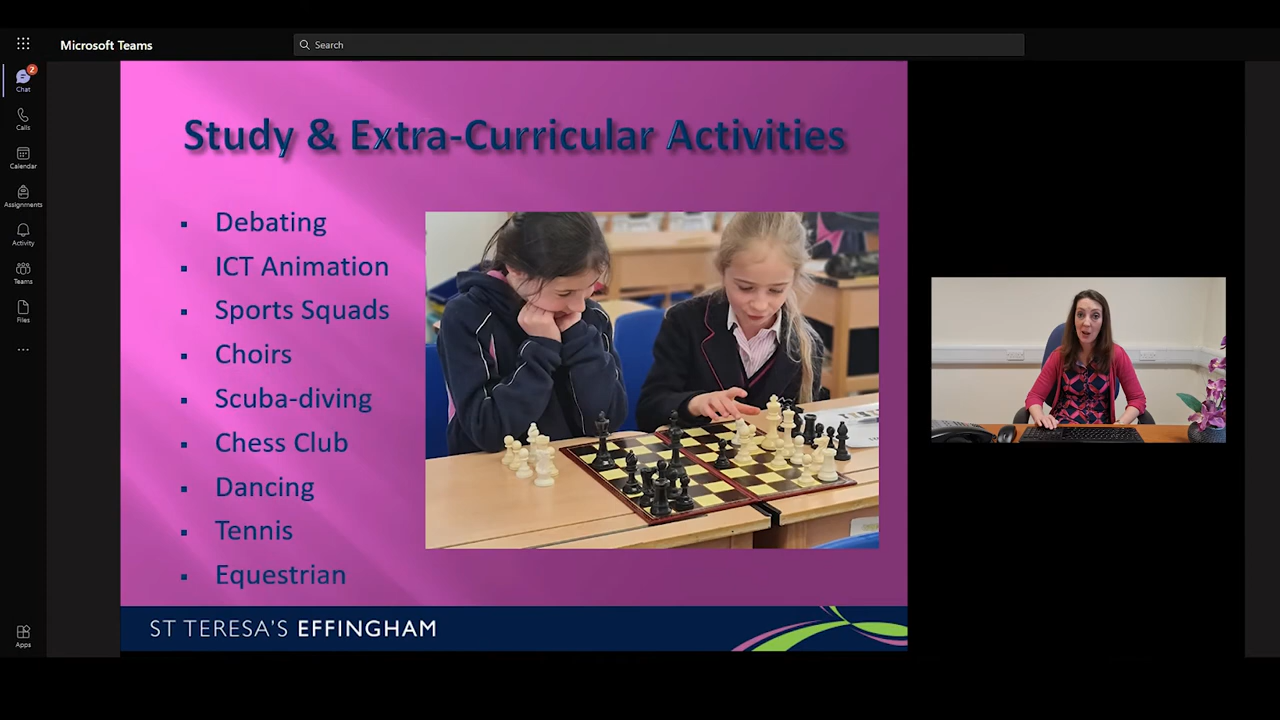 Microsoft Teams
Search
2
Chat
Calls
Calendar
Assignments
Activity
Teams
Files
Apps
Study & Extra-Curricular Activities
Debating
ICT Animation
Sports Squads
Choirs
Scuba-diving
Chess Club
Dancing
Tennis
Equestrian
ST TERESA'S EFFINGHAM